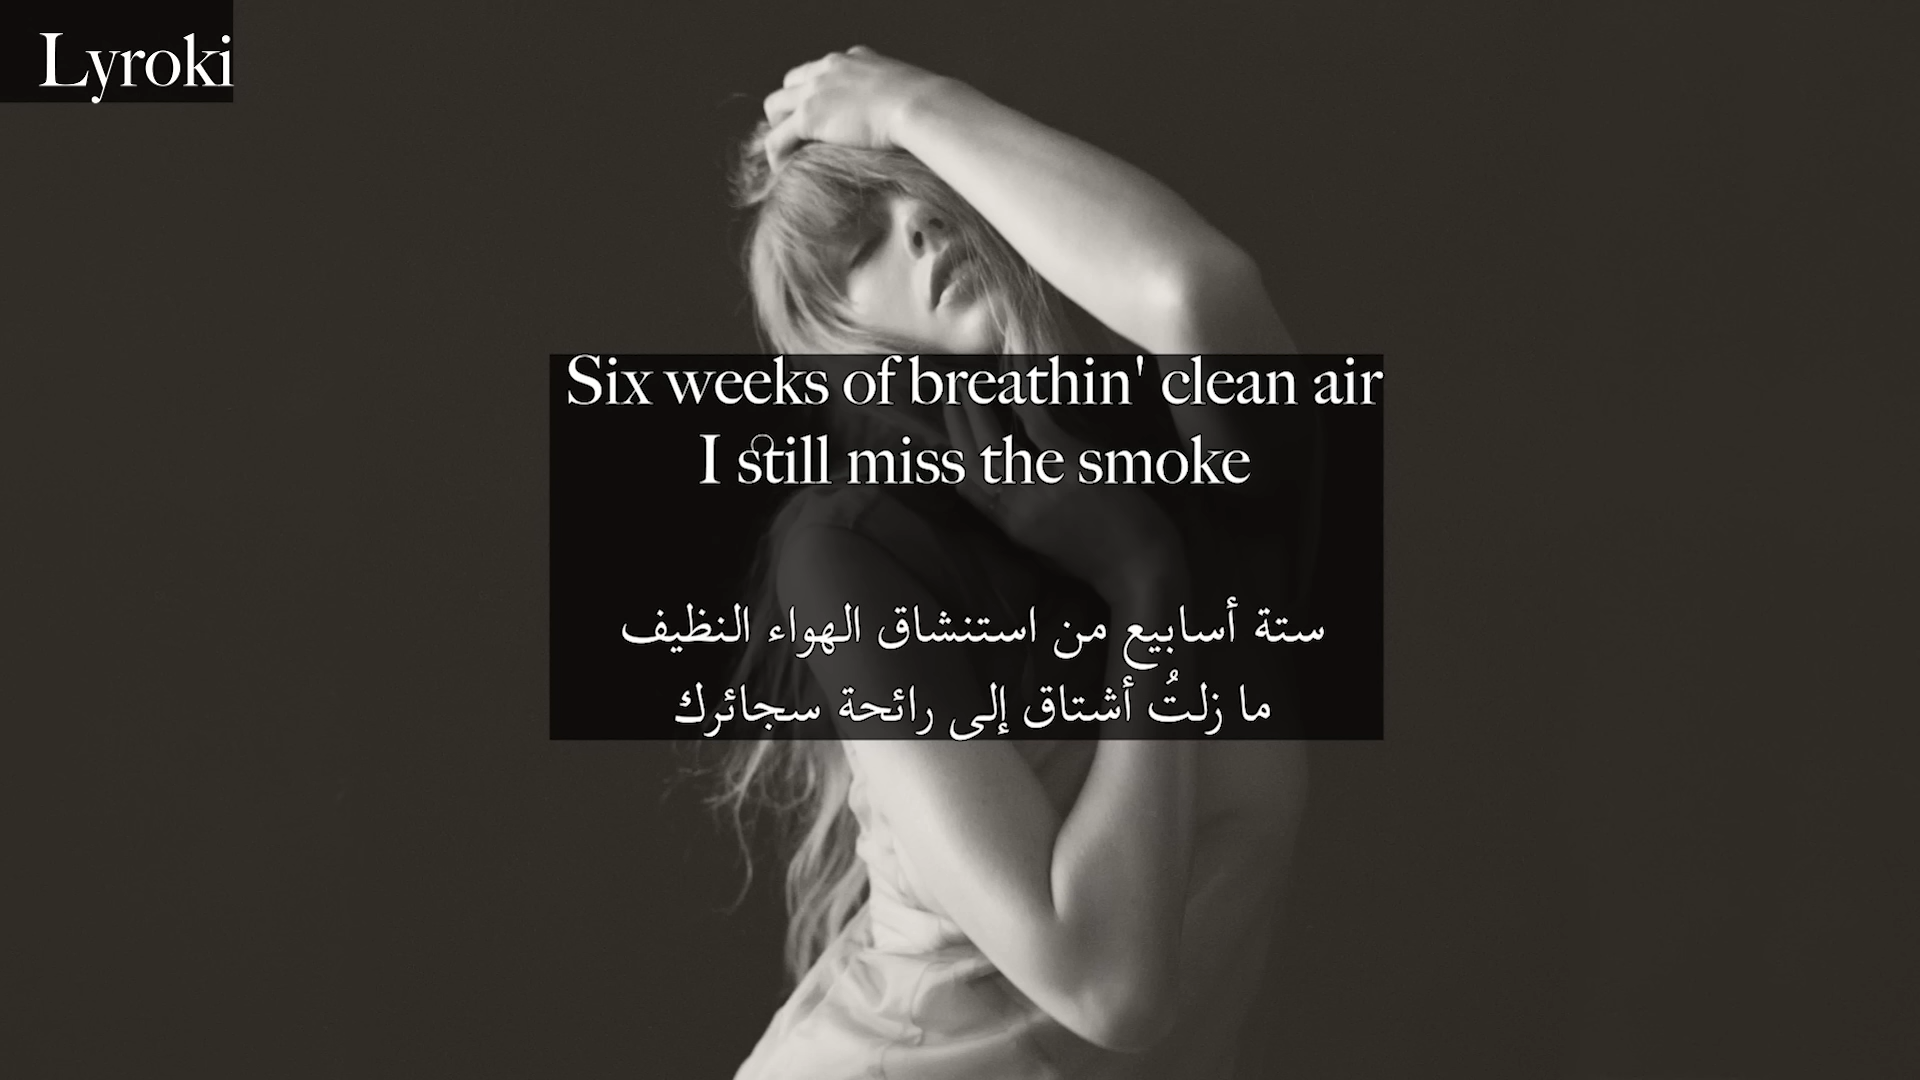 Lyroki
Six weeks of breathin' clean air
I still miss the smoke
ستة أسابيع من استنشاق الهواء النظيف
ما زلتُ أشتاق إلى رائحة سجائرك